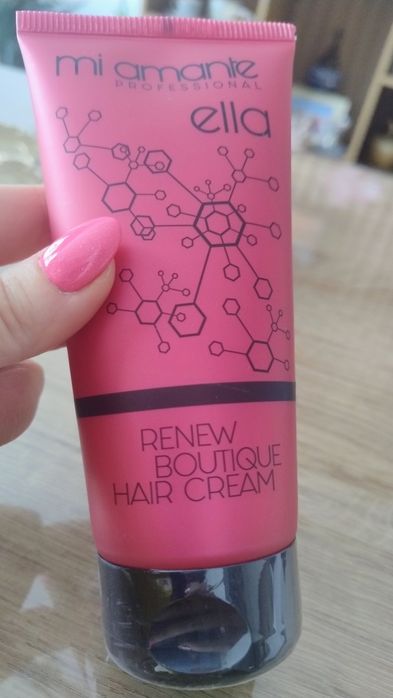 mi amante
PROFESSIONAL
ella
RENEW
BOUTIQUE
HAIR CREAM